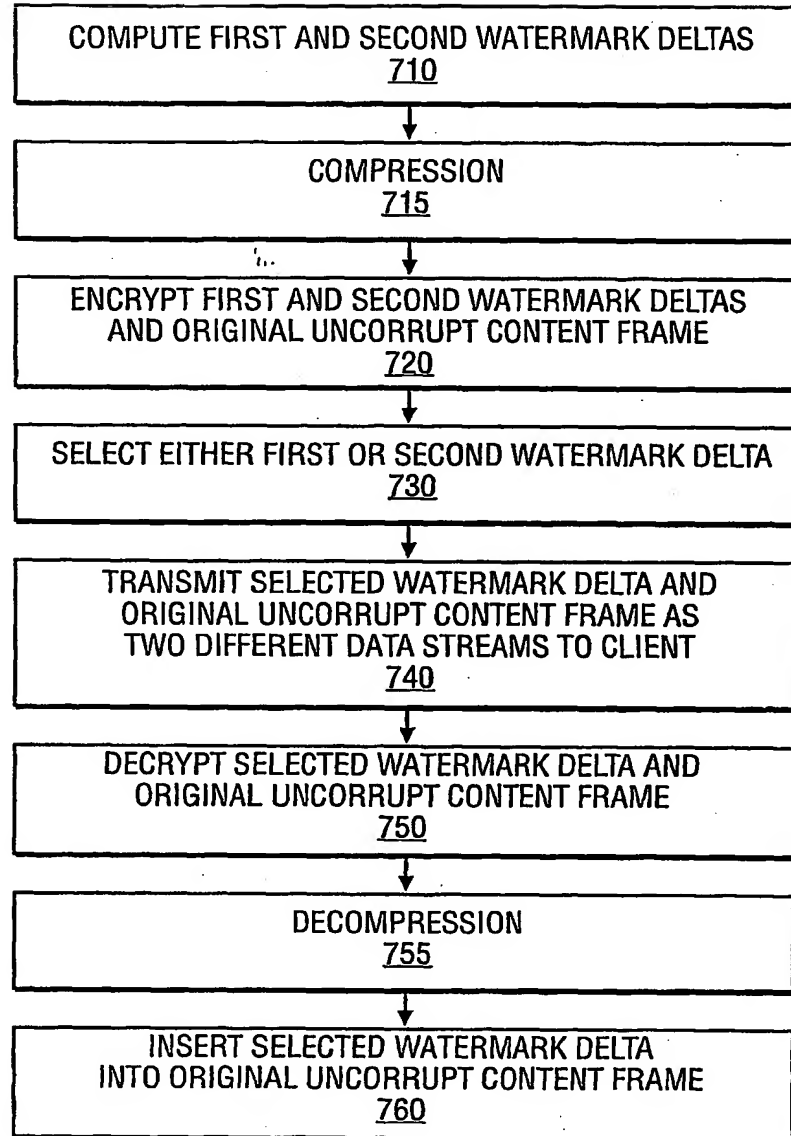 COMPUTE FIRST AND SECOND WATERMARK DELTAS
710
COMPRESSION
715
ENCRYPT FIRST AND SECOND WATERMARK DELTAS
AND ORIGINAL UNCORRUPT CONTENT FRAME
720
SELECT EITHER FIRST OR SECOND WATERMARK DELTA
730
TRANSMIT SELECTED WATERMARK DELTA AND
ORIGINAL UNCORRUPT CONTENT FRAME AS
TWO DIFFERENT DATA STREAMS TO CLIENT
740
DECRYPT SELECTED WATERMARK DELTA AND
ORIGINAL UNCORRUPT CONTENT FRAME
750
DECOMPRESSION
755
INSERT SELECTED WATERMARK DELTA
INTO ORIGINAL UNCORRUPT CONTENT FRAME
760